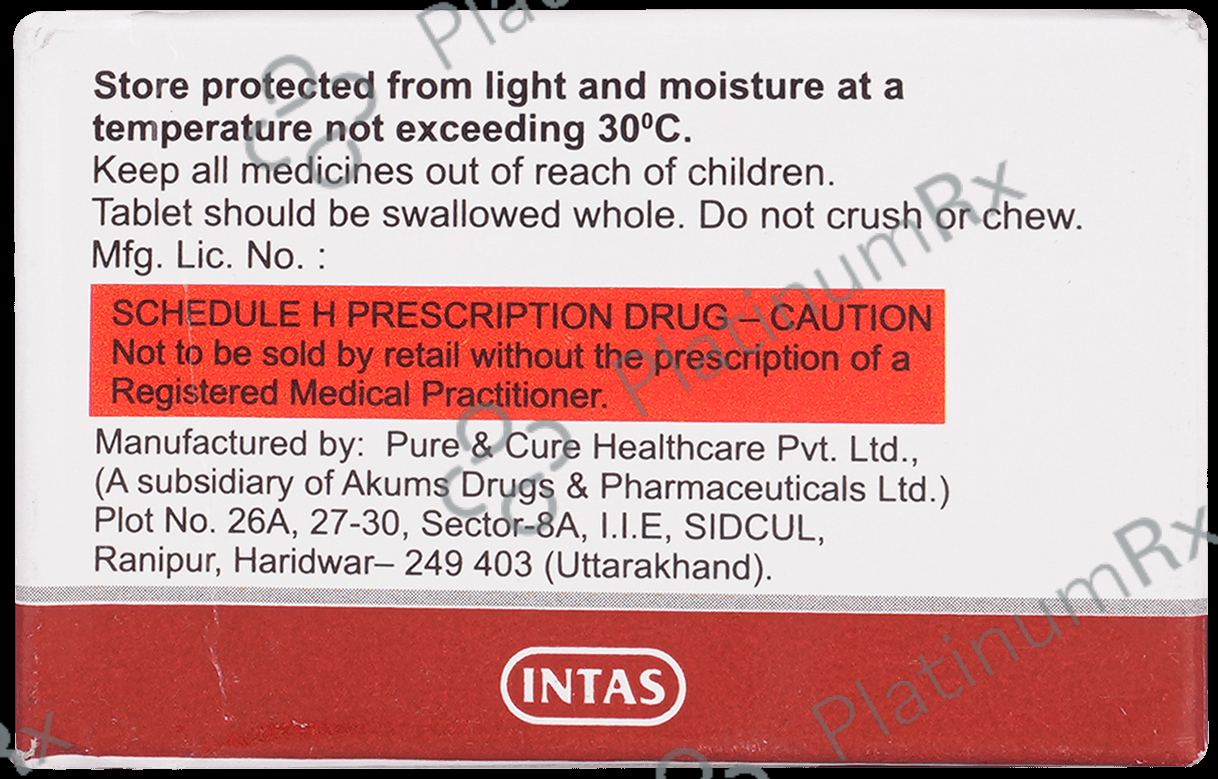 Store protected from light and moisture at a
temperature not exceeding 30⁰C.
Keep all medicines out of reach of children.
Tablet should be swallowed whole. Do not crush or chew.
Mfg. Lic. No. :
SCHEDULE H PRESCRIPTION DRUG – CAUTION
Not to be sold by retail without the prescription of a
Registered Medical Practitioner.
Manufactured by: Pure & Cure Healthcare Pvt. Ltd.,
(A subsidiary of Akums Drugs & Pharmaceuticals Ltd.)
Plot No. 26A, 27-30, Sector-8A, I.I.E, SIDCUL,
Ranipur, Haridwar– 249 403 (Uttarakhand).
INTAS
Plat
PlatinumRx
PlatinumRx
Rx